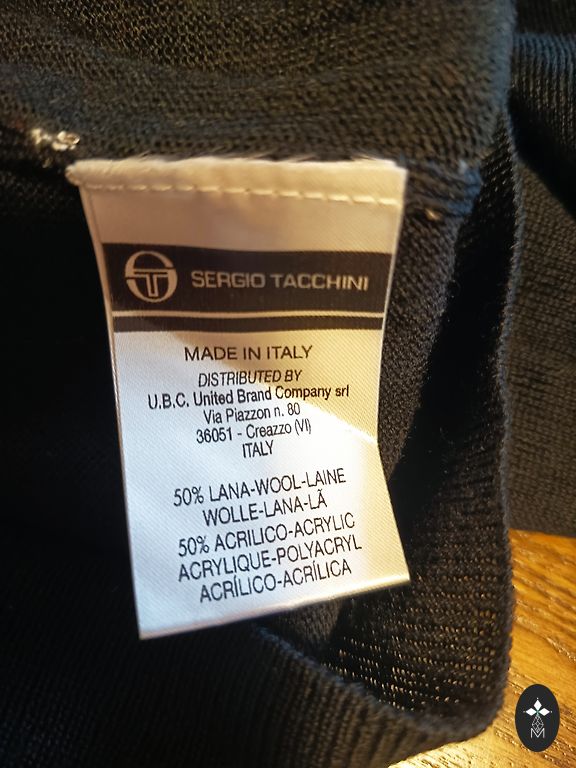 SERGIO TACCHINI
MADE IN ITALY
DISTRIBUTED BY
U.B.C. United Brand Company srl
Via Piazzon n. 80
36051 - Creazzo (VI)
ITALY
50% LANA-WOOL-LAINE
WOLLE-LANA-LÃ
50% ACRILICO-ACRYLIC
ACRYLIQUE-POLYACRYL
ACRÍLICO-ACRÍLICA
M